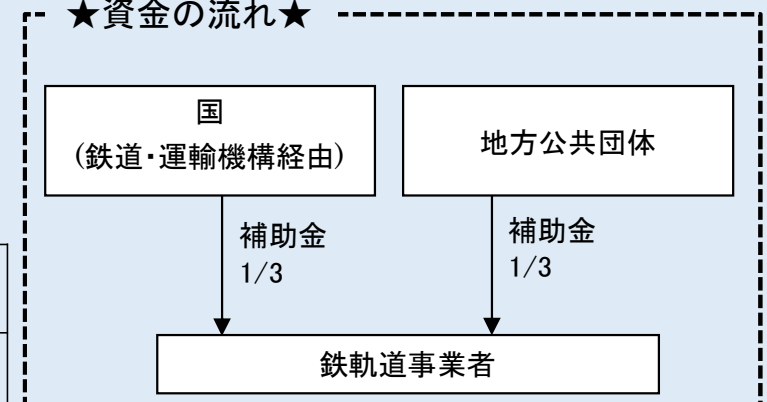 ★資金の流れ★
国
(鉄道・運輸機構経由)
地方公共団体
補助金
1/3
補助金
1/3
鉄軌道事業者